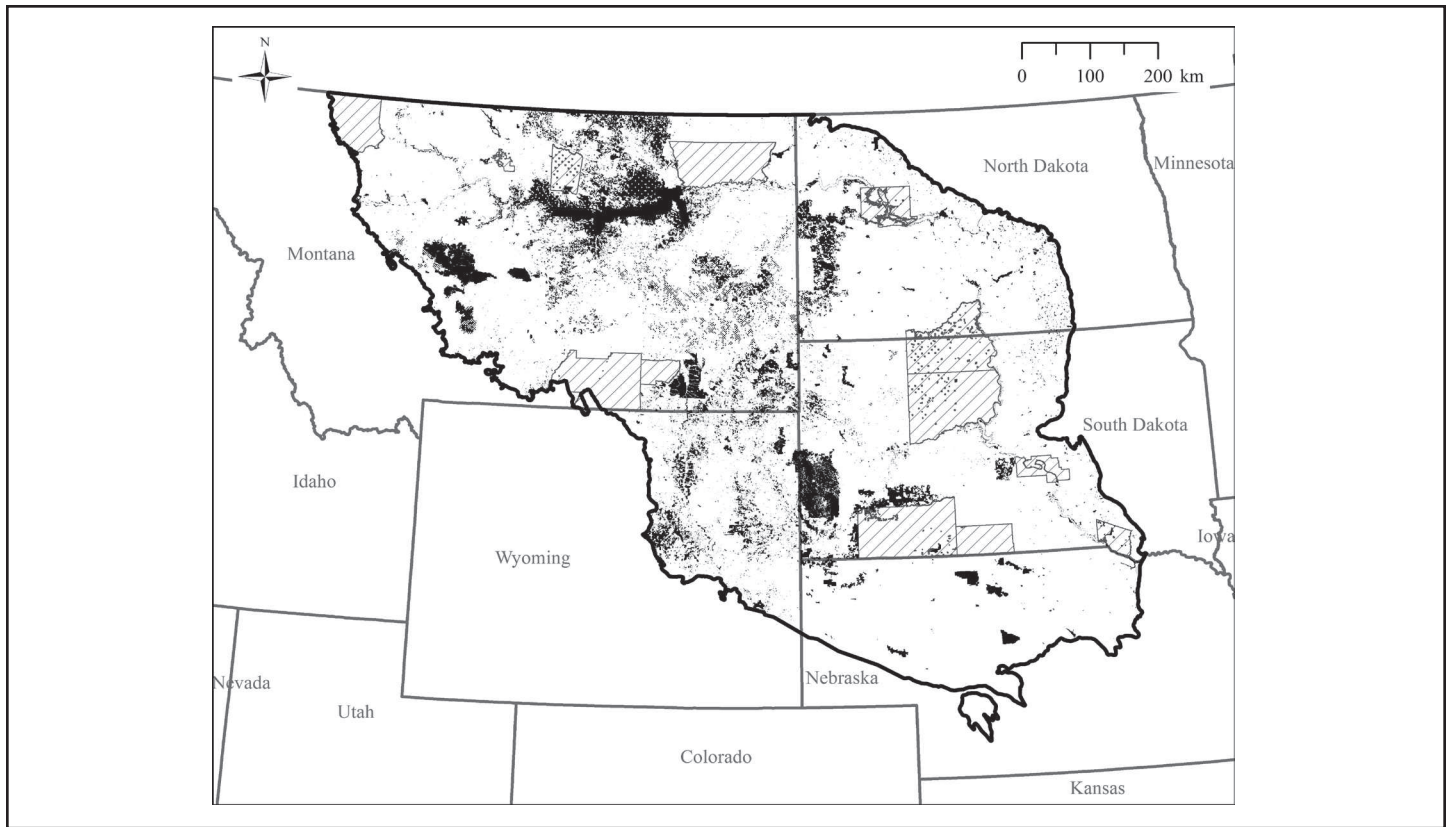 N
0 100 200 km
North Dakota
Minnesota
Montana
South Dakota
Idaho
Iowa
Wyoming
Nebraska
Nevada
Utah
Colorado
Kansas